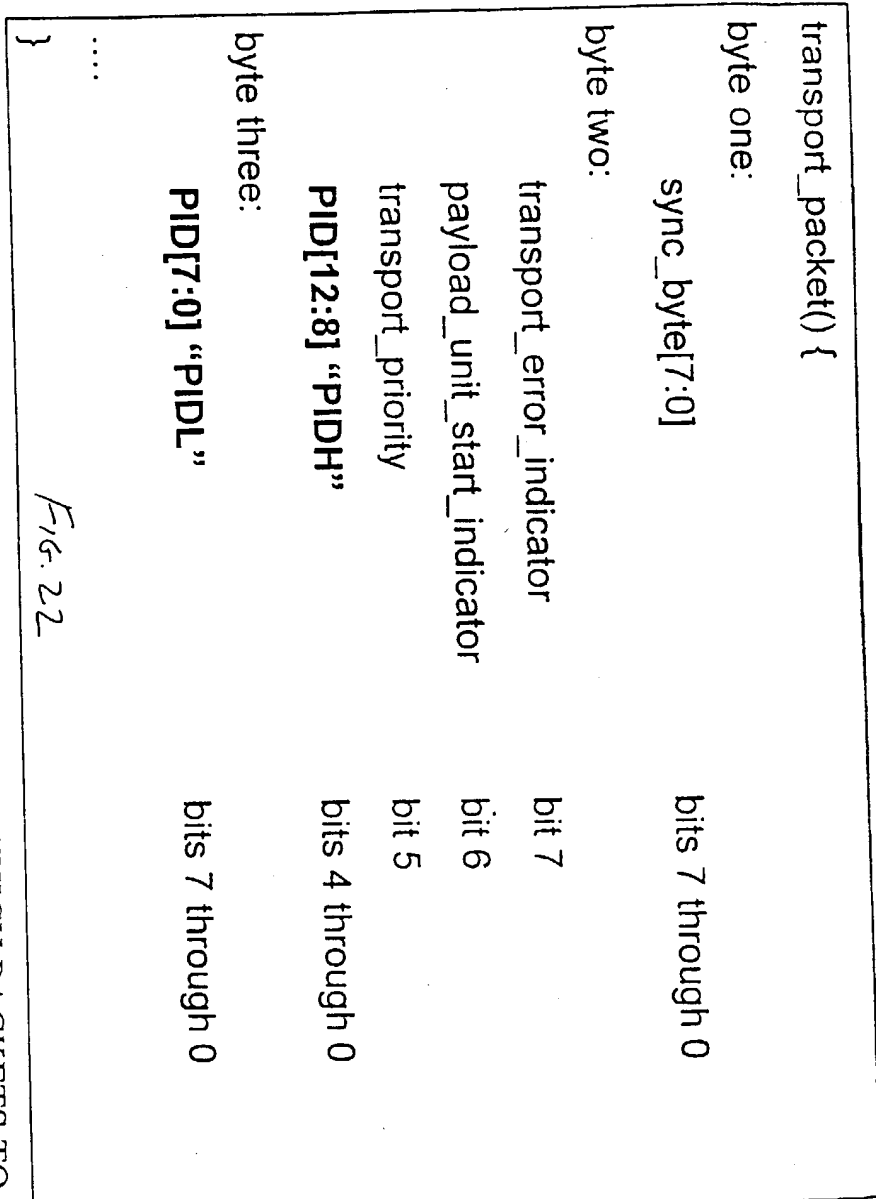 transport_packet() {
byte one:
sync_byte[7:0] bits 7 through 0
byte two:
transport_error_indicator bit 7
payload_unit_start_indicator bit 6
transport_priority bit 5
PID[12:8] “PIDH” bits 4 through 0
byte three:
PID[7:0] “PIDL” bits 7 through 0
....
}
FIG. 22
PACKETS TO